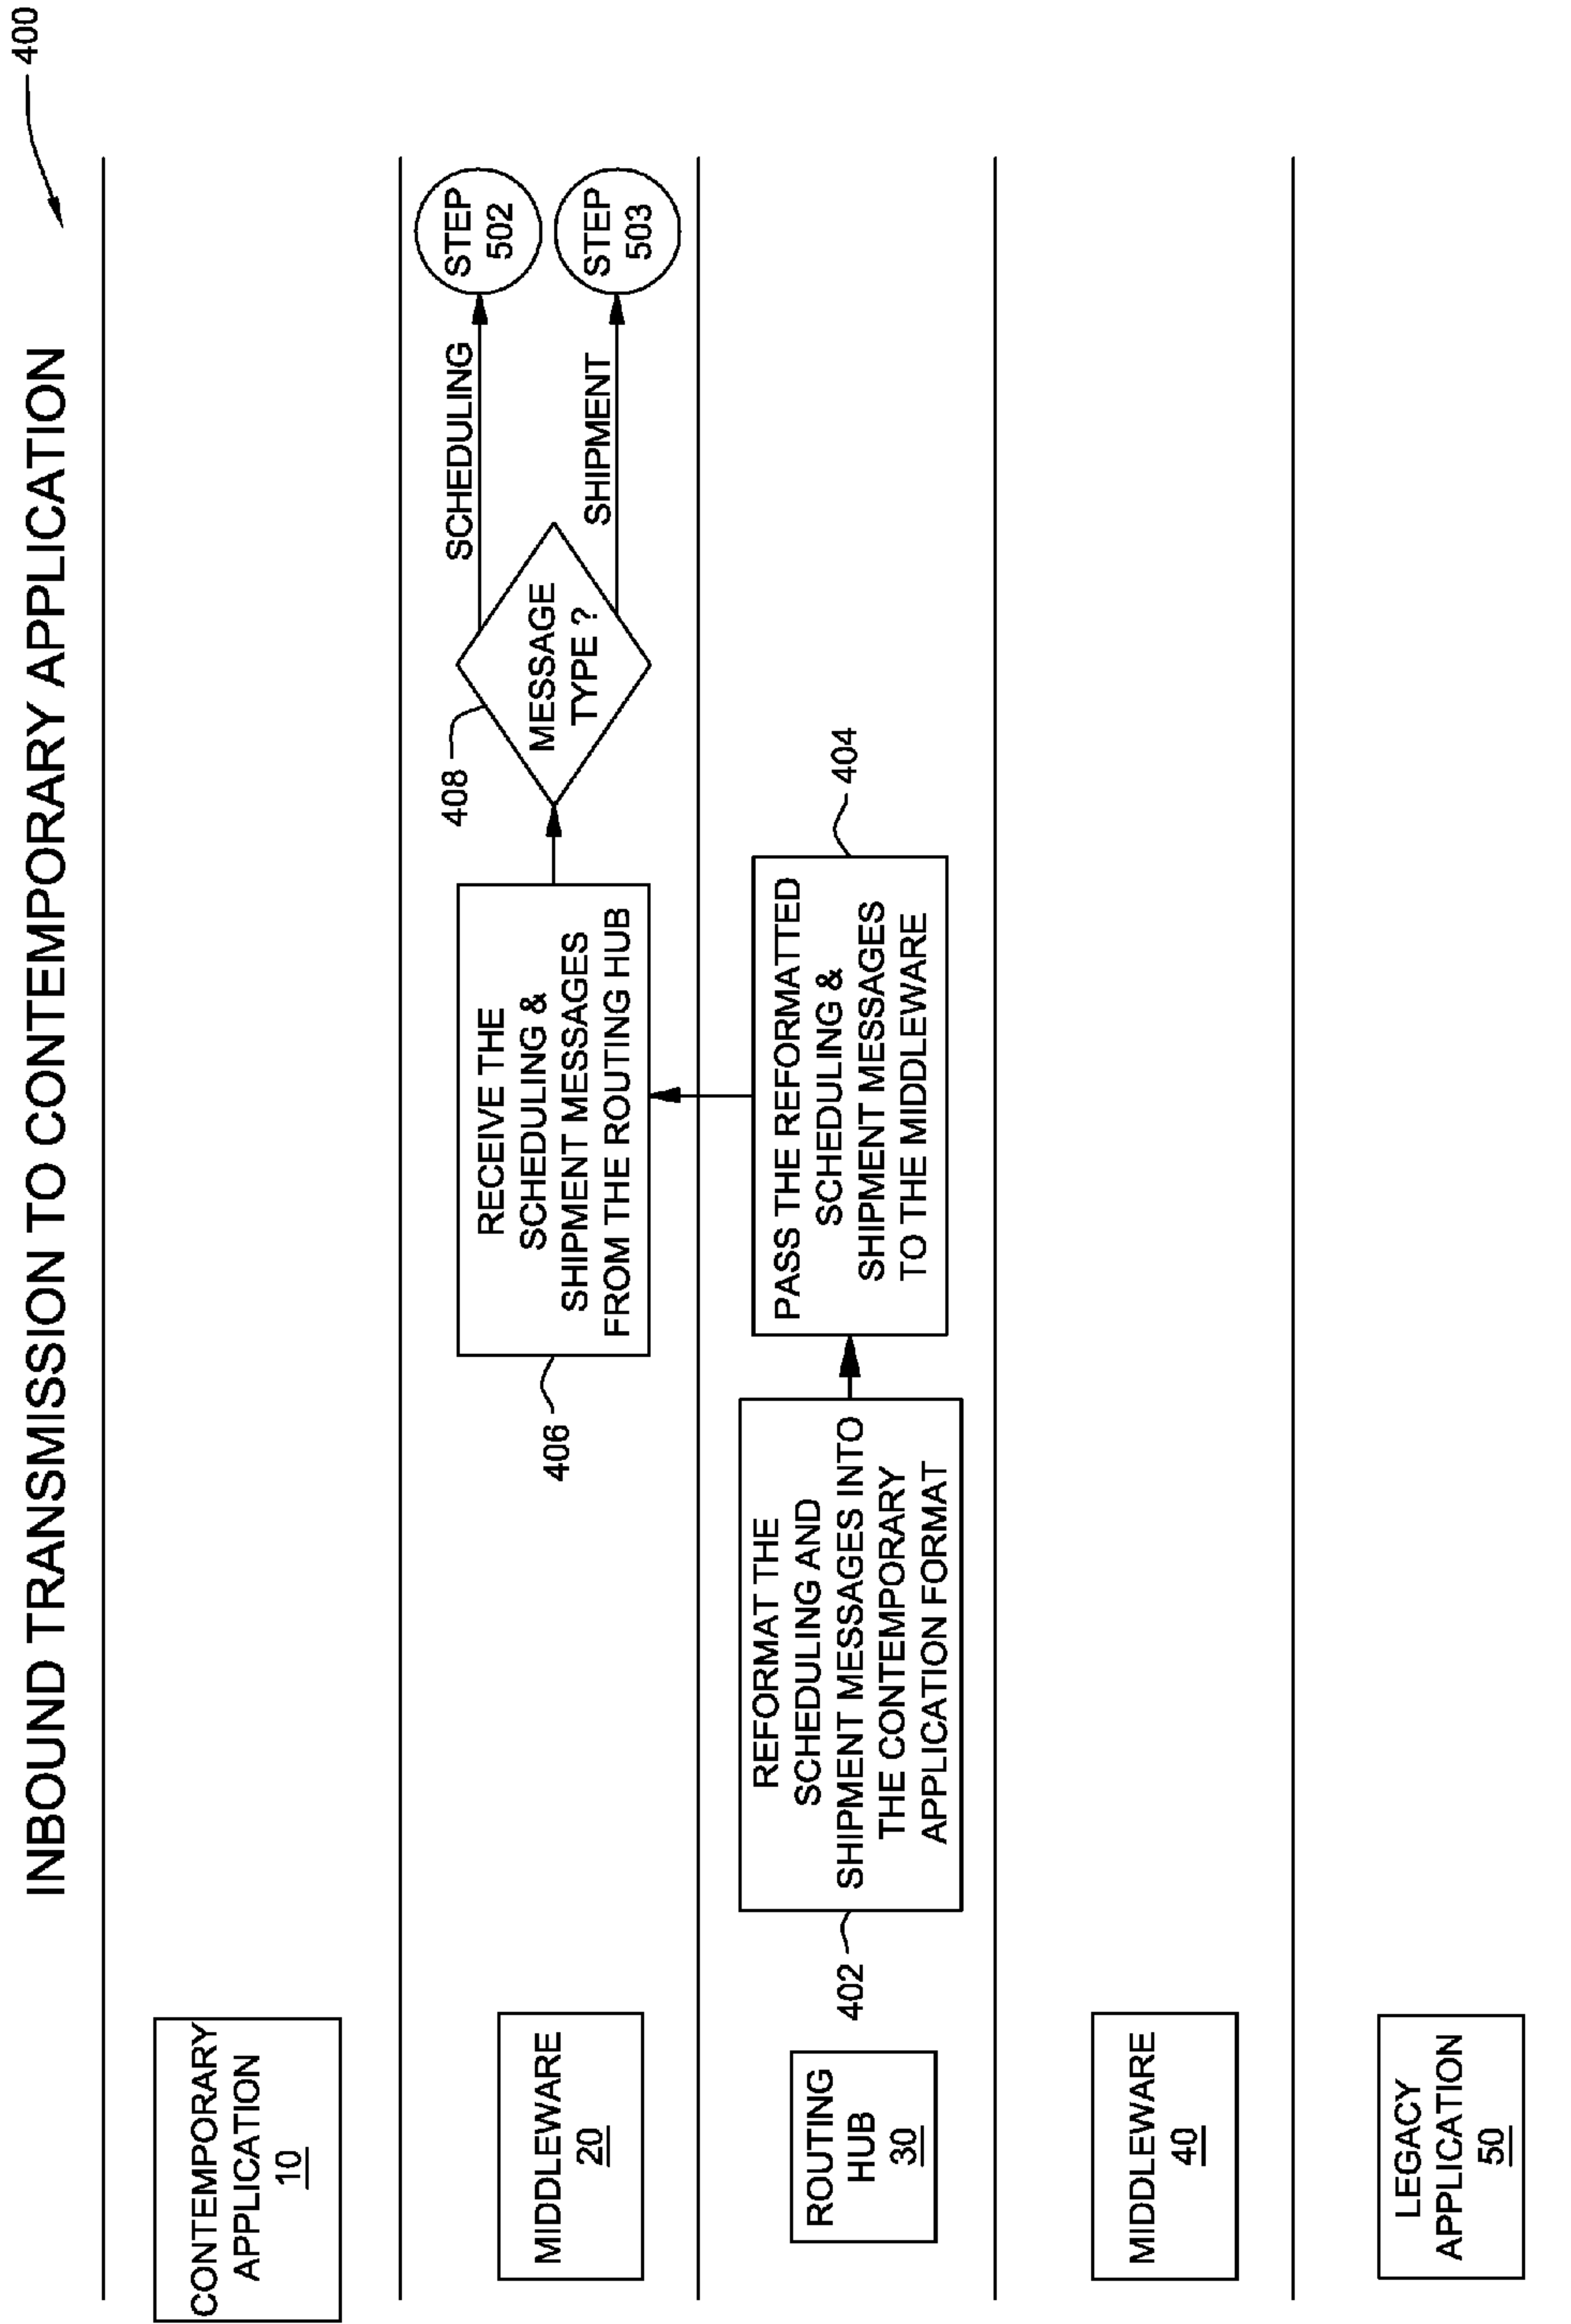 INBOUND TRANSMISSION TO CONTEMPORARY APPLICATION
400
CONTEMPORARY
APPLICATION
10
MIDDLEWARE
20
406
RECEIVE THE
SCHEDULING &
SHIPMENT MESSAGES
FROM THE ROUTING HUB
408
MESSAGE
TYPE ?
SCHEDULING
STEP
502
SHIPMENT
STEP
503
ROUTING
HUB
30
402
REFORMAT THE
SCHEDULING AND
SHIPMENT MESSAGES INTO
THE CONTEMPORARY
APPLICATION FORMAT
PASS THE REFORMATTED
SCHEDULING &
SHIPMENT MESSAGES
TO THE MIDDLEWARE
404
MIDDLEWARE
40
LEGACY
APPLICATION
50